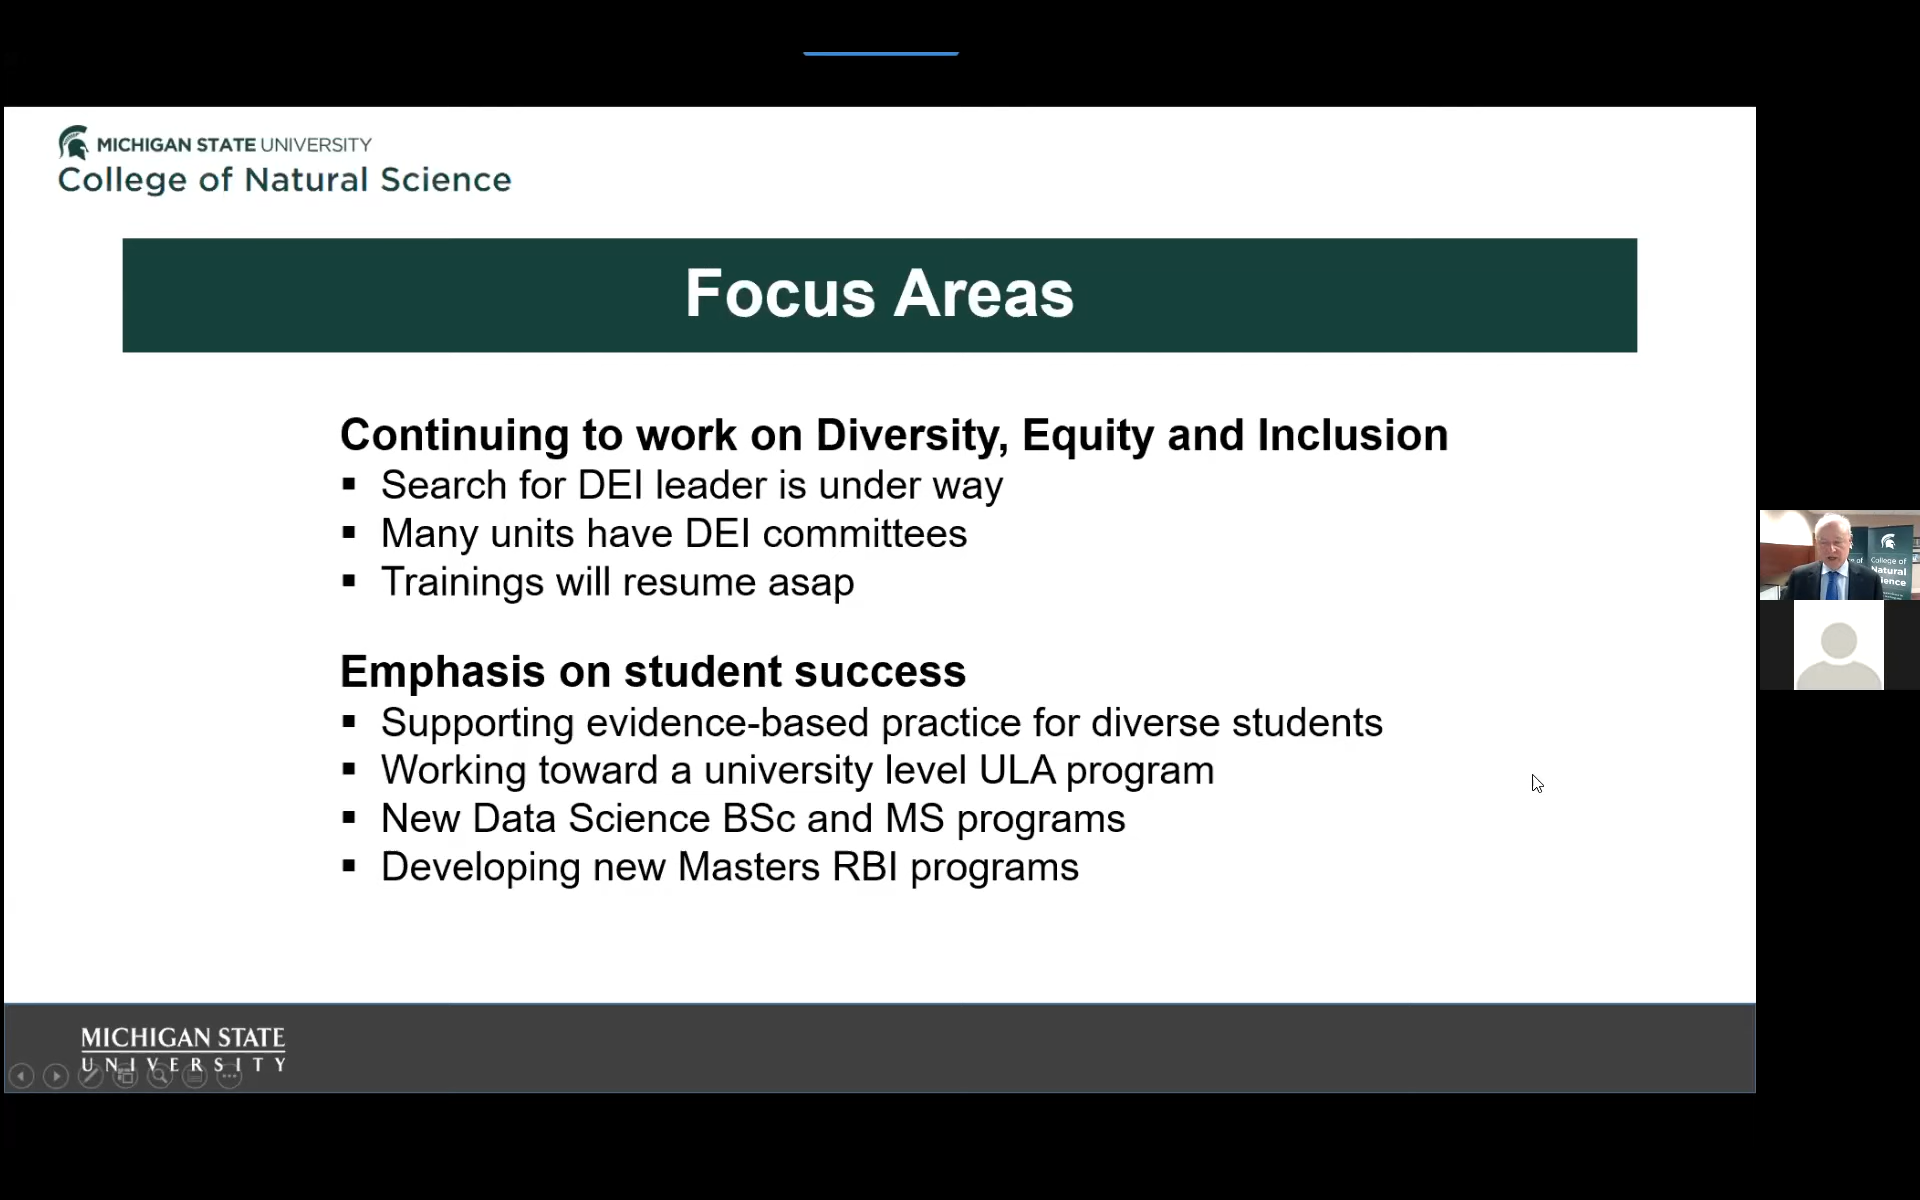 MICHIGAN STATE UNIVERSITY
College of Natural Science
Focus Areas
Continuing to work on Diversity, Equity and Inclusion
▪ Search for DEI leader is under way
▪ Many units have DEI committees
▪ Trainings will resume asap
Emphasis on student success
▪ Supporting evidence-based practice for diverse students
▪ Working toward a university level ULA program
▪ New Data Science BSc and MS programs
▪ Developing new Masters RBI programs
MICHIGAN STATE
UNIVERSITY
College of
Natural